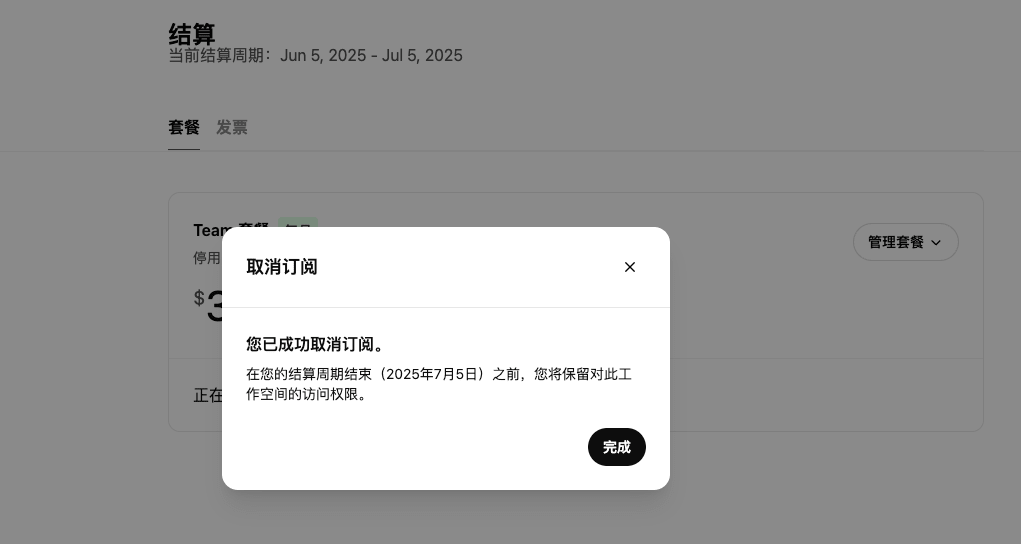 结算
当前结算周期：Jun 5, 2025 - Jul 5, 2025
套餐 发票
Team 套餐
管理套餐
停用
$3
正在
取消订阅
您已成功取消订阅。
在您的结算周期结束（2025年7月5日）之前，您将保留对此工
作空间的访问权限。
完成